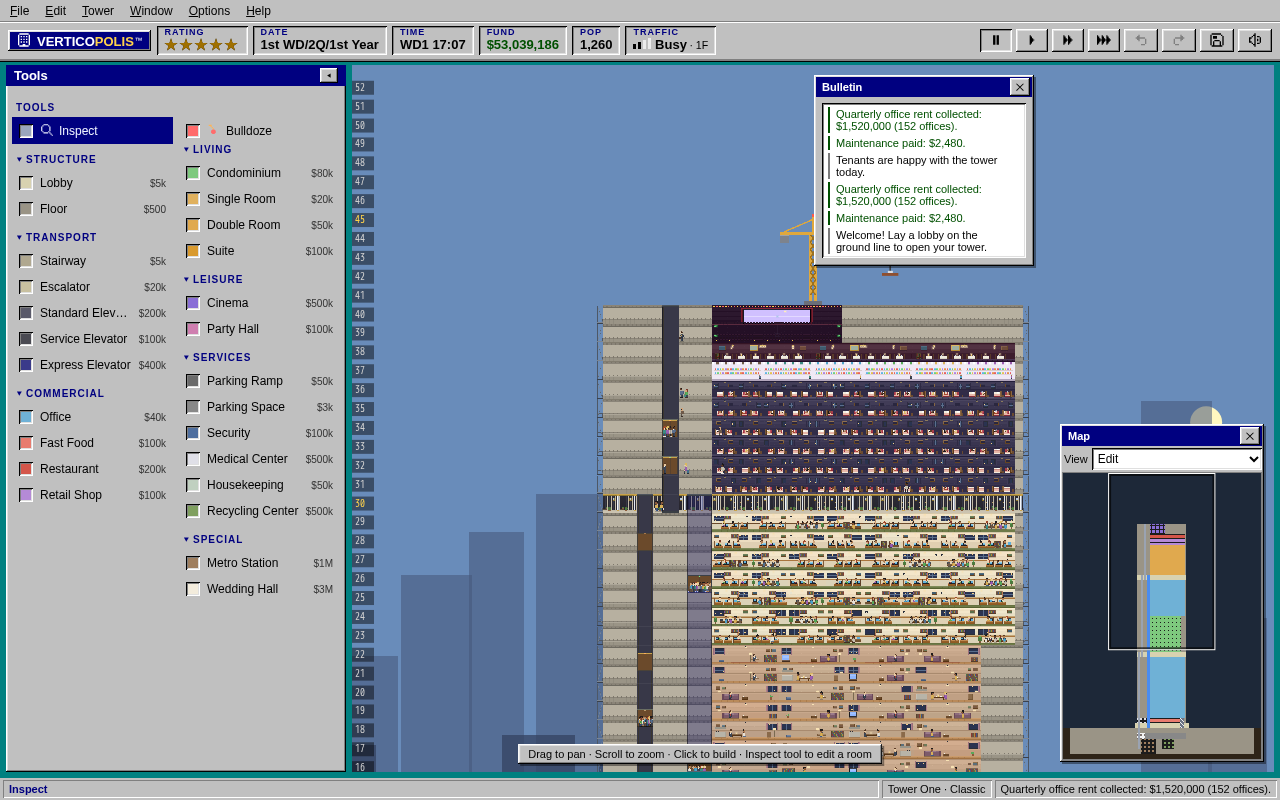 File Edit Tower Window Options Help
VERTICOPOLIS™
RATING
DATE
1st WD/2Q/1st Year
TIME
WD1 17:07
FUND
$53,039,186
POP
1,260
TRAFFIC
Busy · 1F
Tools
TOOLS
Inspect
Bulldoze
STRUCTURE
Lobby $5k
Floor $500
TRANSPORT
Stairway $5k
Escalator $20k
Standard Elev… $200k
Service Elevator $100k
Express Elevator $400k
COMMERCIAL
Office $40k
Fast Food $100k
Restaurant $200k
Retail Shop $100k
LIVING
Condominium $80k
Single Room $20k
Double Room $50k
Suite $100k
LEISURE
Cinema $500k
Party Hall $100k
SERVICES
Parking Ramp $50k
Parking Space $3k
Security $100k
Medical Center $500k
Housekeeping $50k
Recycling Center $500k
SPECIAL
Metro Station $1M
Wedding Hall $3M
52
51
50
49
48
47
46
45
44
43
42
41
40
39
38
37
36
35
34
33
32
31
30
29
28
27
26
25
24
23
22
21
20
19
18
17
16
Bulletin
Quarterly office rent collected:
$1,520,000 (152 offices).
Maintenance paid: $2,480.
Tenants are happy with the tower
today.
Quarterly office rent collected:
$1,520,000 (152 offices).
Maintenance paid: $2,480.
Welcome! Lay a lobby on the
ground line to open your tower.
Map
View Edit
Drag to pan · Scroll to zoom · Click to build · Inspect tool to edit a room
Inspect
Tower One · Classic
Quarterly office rent collected: $1,520,000 (152 offices).